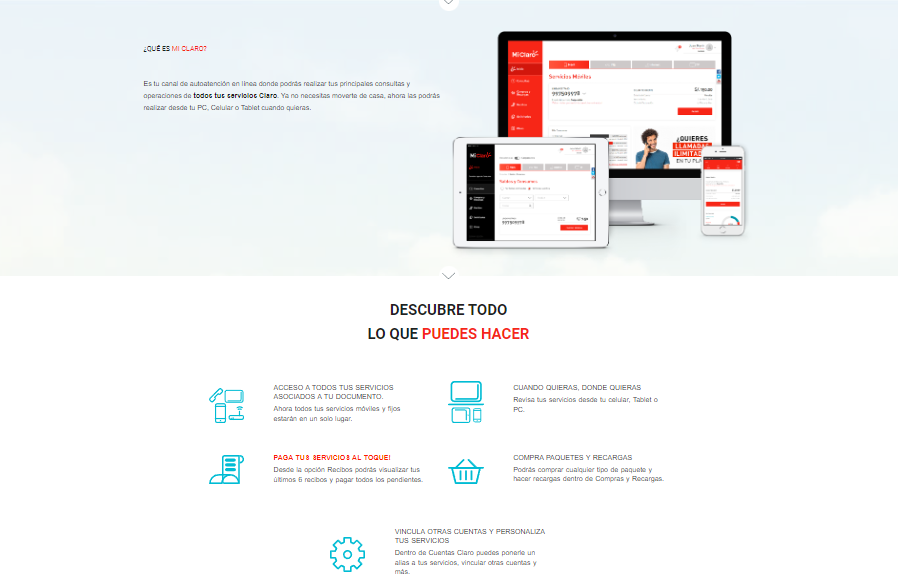 ¿QUÉ ES MI CLARO?
Es tu canal de autoatención en línea donde podrás realizar tus principales consultas y
operaciones de todos tus servicios Claro. Ya no necesitas moverte de casa, ahora las podrás
realizar desde tu PC, Celular o Tablet cuando quieras.
Mi Claro
Servicios Móviles
¿QUIERES
LLAMADAS
ILIMITADAS
EN TU PLAN
Mi Claro
DESCUBRE TODO
LO QUE PUEDES HACER
ACCESO A TODOS TUS SERVICIOS
ASOCIADOS A TU DOCUMENTO.
Ahora todos tus servicios móviles y fijos
estarán en un solo lugar.
CUANDO QUIERAS, DONDE QUIERAS
Revisa tus servicios desde tu celular, Tablet o
PC.
PAGA TUS SERVICIOS AL TOQUE!
Desde la opción Recibos podrás visualizar tus
últimos 6 recibos y pagar todos los pendientes.
COMPRA PAQUETES Y RECARGAS
Podrás comprar cualquier tipo de paquete y
hacer recargas dentro de Compras y Recargas.
VINCULA OTRAS CUENTAS Y PERSONALIZA
TUS SERVICIOS
Dentro de Cuentas Claro puedes ponerle un
alias a tus servicios, vincular otras cuentas y
más.